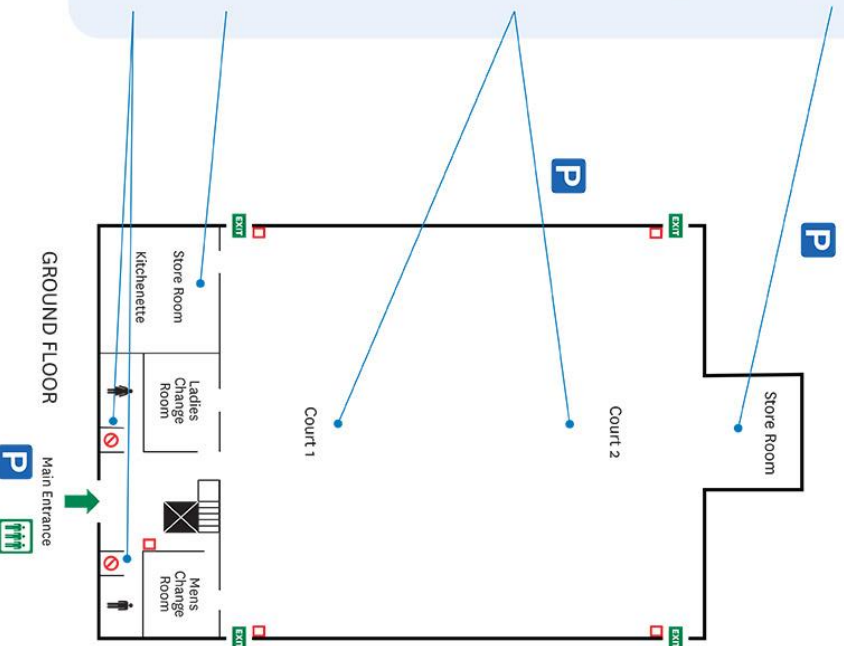 P
P
EXIT
EXIT
Store Room
Kitchenette
Store Room
Ladies
Change
Room
Court 1
Court 2
GROUND FLOOR
Main Entrance
P
Mens
Change
Room
EXIT
EXIT